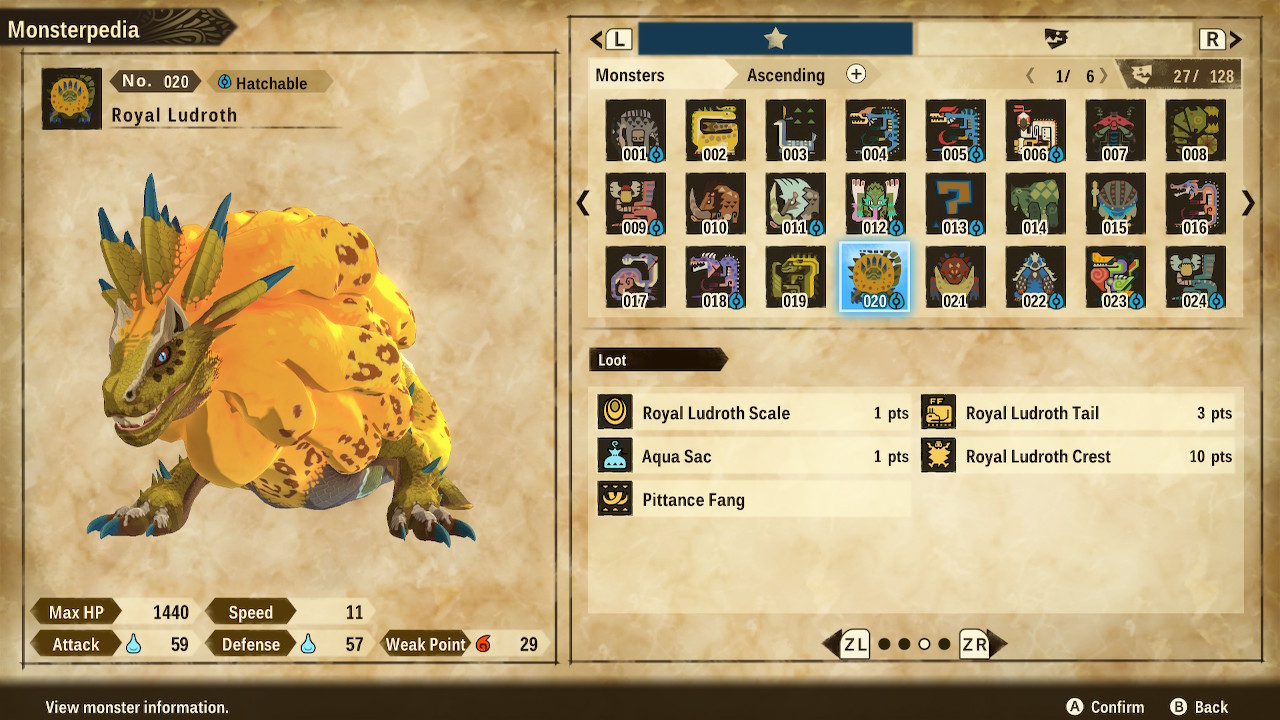 Monsterpedia
No. 020
Hatchable
Royal Ludroth
Max HP 1440
Speed 11
Attack 59
Defense 57
Weak Point 29
L
R
Monsters
Ascending
1/ 6
27/ 128
001 002 003 004 005 006 007 008
009 010 011 012 013 014 015 016
017 018 019 020 021 022 023 024
Loot
Royal Ludroth Scale 1 pts
Royal Ludroth Tail 3 pts
Aqua Sac 1 pts
Royal Ludroth Crest 10 pts
Pittance Fang
ZL ZR
View monster information.
A Confirm B Back